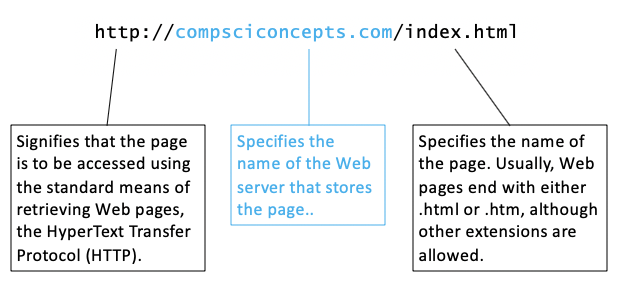 http://compsciconcepts.com/index.html
Signifies that the page
is to be accessed using
the standard means of
retrieving Web pages,
the HyperText Transfer
Protocol (HTTP).
Specifies the
name of the Web
server that stores
the page..
Specifies the name of
the page. Usually, Web
pages end with either
.html or .htm, although
other extensions are
allowed.